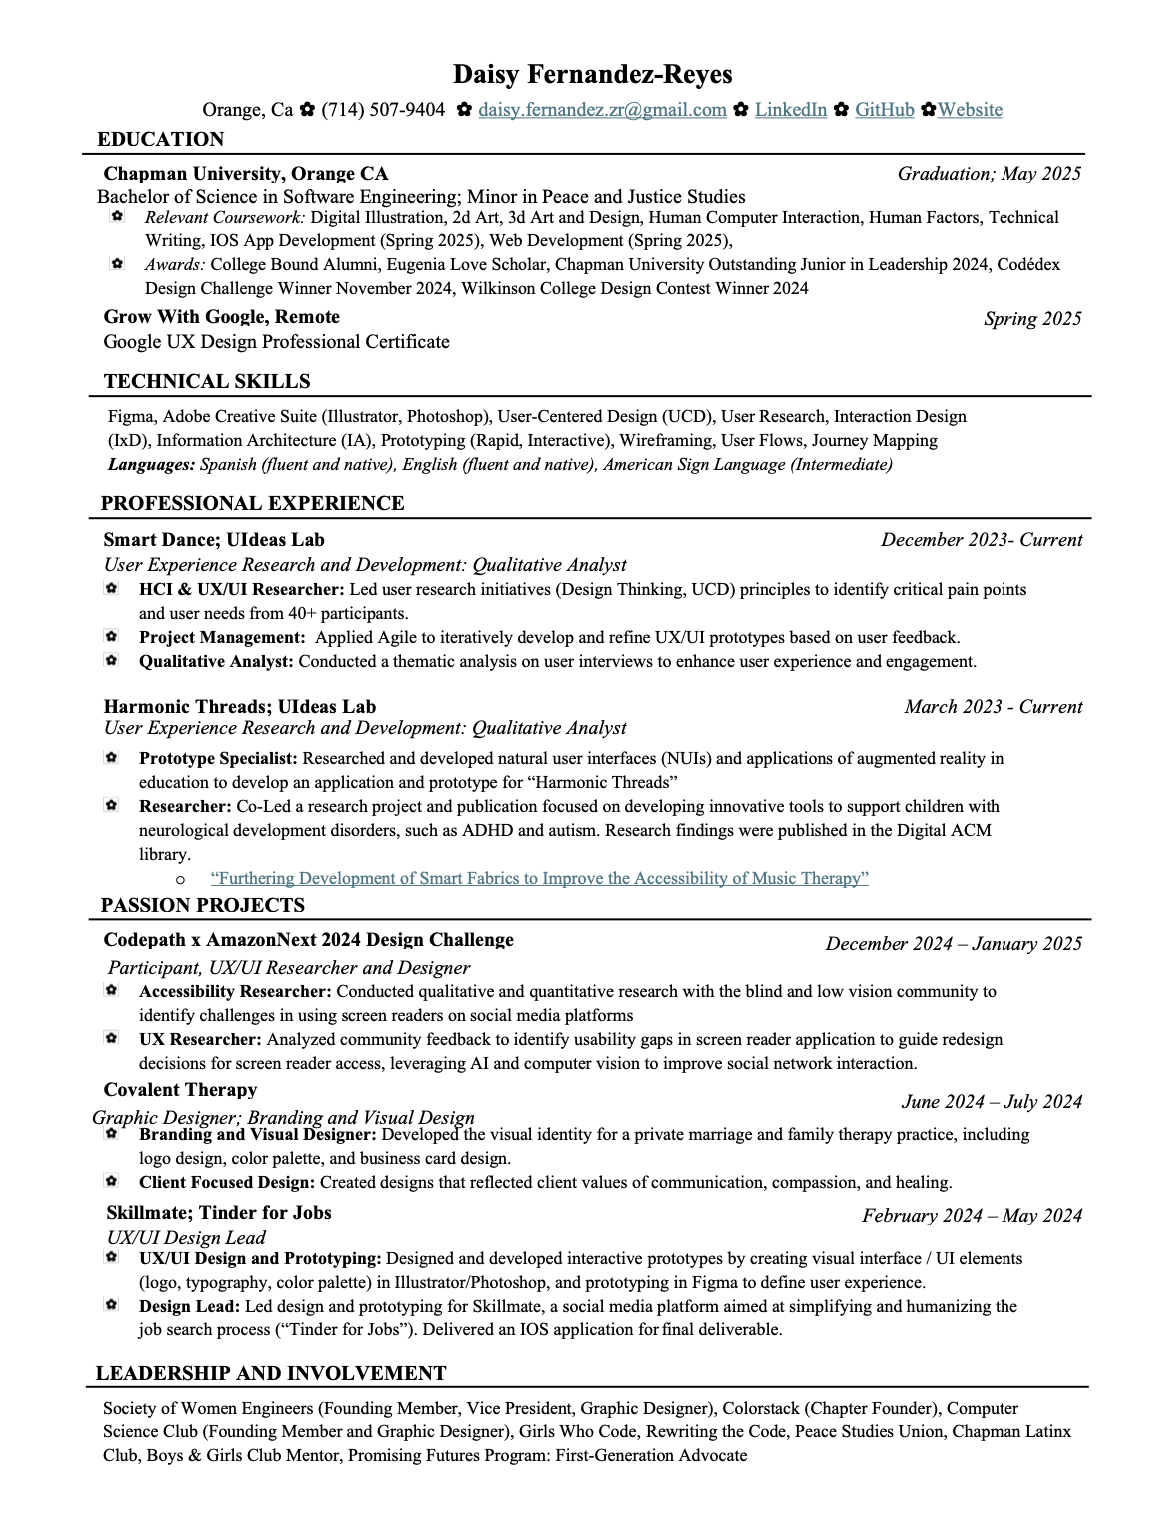 Daisy Fernandez-Reyes
Orange, Ca ✿ (714) 507-9404 ✿ daisy.fernandez.zr@gmail.com ✿ LinkedIn ✿ GitHub ✿Website
EDUCATION
Chapman University, Orange CA Graduation; May 2025
Bachelor of Science in Software Engineering; Minor in Peace and Justice Studies
✿ Relevant Coursework: Digital Illustration, 2d Art, 3d Art and Design, Human Computer Interaction, Human Factors, Technical
Writing, IOS App Development (Spring 2025), Web Development (Spring 2025),
✿ Awards: College Bound Alumni, Eugenia Love Scholar, Chapman University Outstanding Junior in Leadership 2024, Codédex
Design Challenge Winner November 2024, Wilkinson College Design Contest Winner 2024
Grow With Google, Remote Spring 2025
Google UX Design Professional Certificate
TECHNICAL SKILLS
Figma, Adobe Creative Suite (Illustrator, Photoshop), User-Centered Design (UCD), User Research, Interaction Design
(IxD), Information Architecture (IA), Prototyping (Rapid, Interactive), Wireframing, User Flows, Journey Mapping
Languages: Spanish (fluent and native), English (fluent and native), American Sign Language (Intermediate)
PROFESSIONAL EXPERIENCE
Smart Dance; UIdeas Lab December 2023- Current
User Experience Research and Development: Qualitative Analyst
✿ HCI & UX/UI Researcher: Led user research initiatives (Design Thinking, UCD) principles to identify critical pain points
and user needs from 40+ participants.
✿ Project Management: Applied Agile to iteratively develop and refine UX/UI prototypes based on user feedback.
✿ Qualitative Analyst: Conducted a thematic analysis on user interviews to enhance user experience and engagement.
Harmonic Threads; UIdeas Lab March 2023 - Current
User Experience Research and Development: Qualitative Analyst
✿ Prototype Specialist: Researched and developed natural user interfaces (NUIs) and applications of augmented reality in
education to develop an application and prototype for “Harmonic Threads”
✿ Researcher: Co-Led a research project and publication focused on developing innovative tools to support children with
neurological development disorders, such as ADHD and autism. Research findings were published in the Digital ACM
library.
o “Furthering Development of Smart Fabrics to Improve the Accessibility of Music Therapy”
PASSION PROJECTS
Codepath x AmazonNext 2024 Design Challenge December 2024 – January 2025
Participant, UX/UI Researcher and Designer
✿ Accessibility Researcher: Conducted qualitative and quantitative research with the blind and low vision community to
identify challenges in using screen readers on social media platforms
✿ UX Researcher: Analyzed community feedback to identify usability gaps in screen reader application to guide redesign
decisions for screen reader access, leveraging AI and computer vision to improve social network interaction.
Covalent Therapy June 2024 – July 2024
Graphic Designer; Branding and Visual Design
✿ Branding and Visual Designer: Developed the visual identity for a private marriage and family therapy practice, including
logo design, color palette, and business card design.
✿ Client Focused Design: Created designs that reflected client values of communication, compassion, and healing.
Skillmate; Tinder for Jobs February 2024 – May 2024
UX/UI Design Lead
✿ UX/UI Design and Prototyping: Designed and developed interactive prototypes by creating visual interface / UI elements
(logo, typography, color palette) in Illustrator/Photoshop, and prototyping in Figma to define user experience.
✿ Design Lead: Led design and prototyping for Skillmate, a social media platform aimed at simplifying and humanizing the
job search process (“Tinder for Jobs”). Delivered an IOS application for final deliverable.
LEADERSHIP AND INVOLVEMENT
Society of Women Engineers (Founding Member, Vice President, Graphic Designer), Colorstack (Chapter Founder), Computer
Science Club (Founding Member and Graphic Designer), Girls Who Code, Rewriting the Code, Peace Studies Union, Chapman Latinx
Club, Boys & Girls Club Mentor, Promising Futures Program: First-Generation Advocate